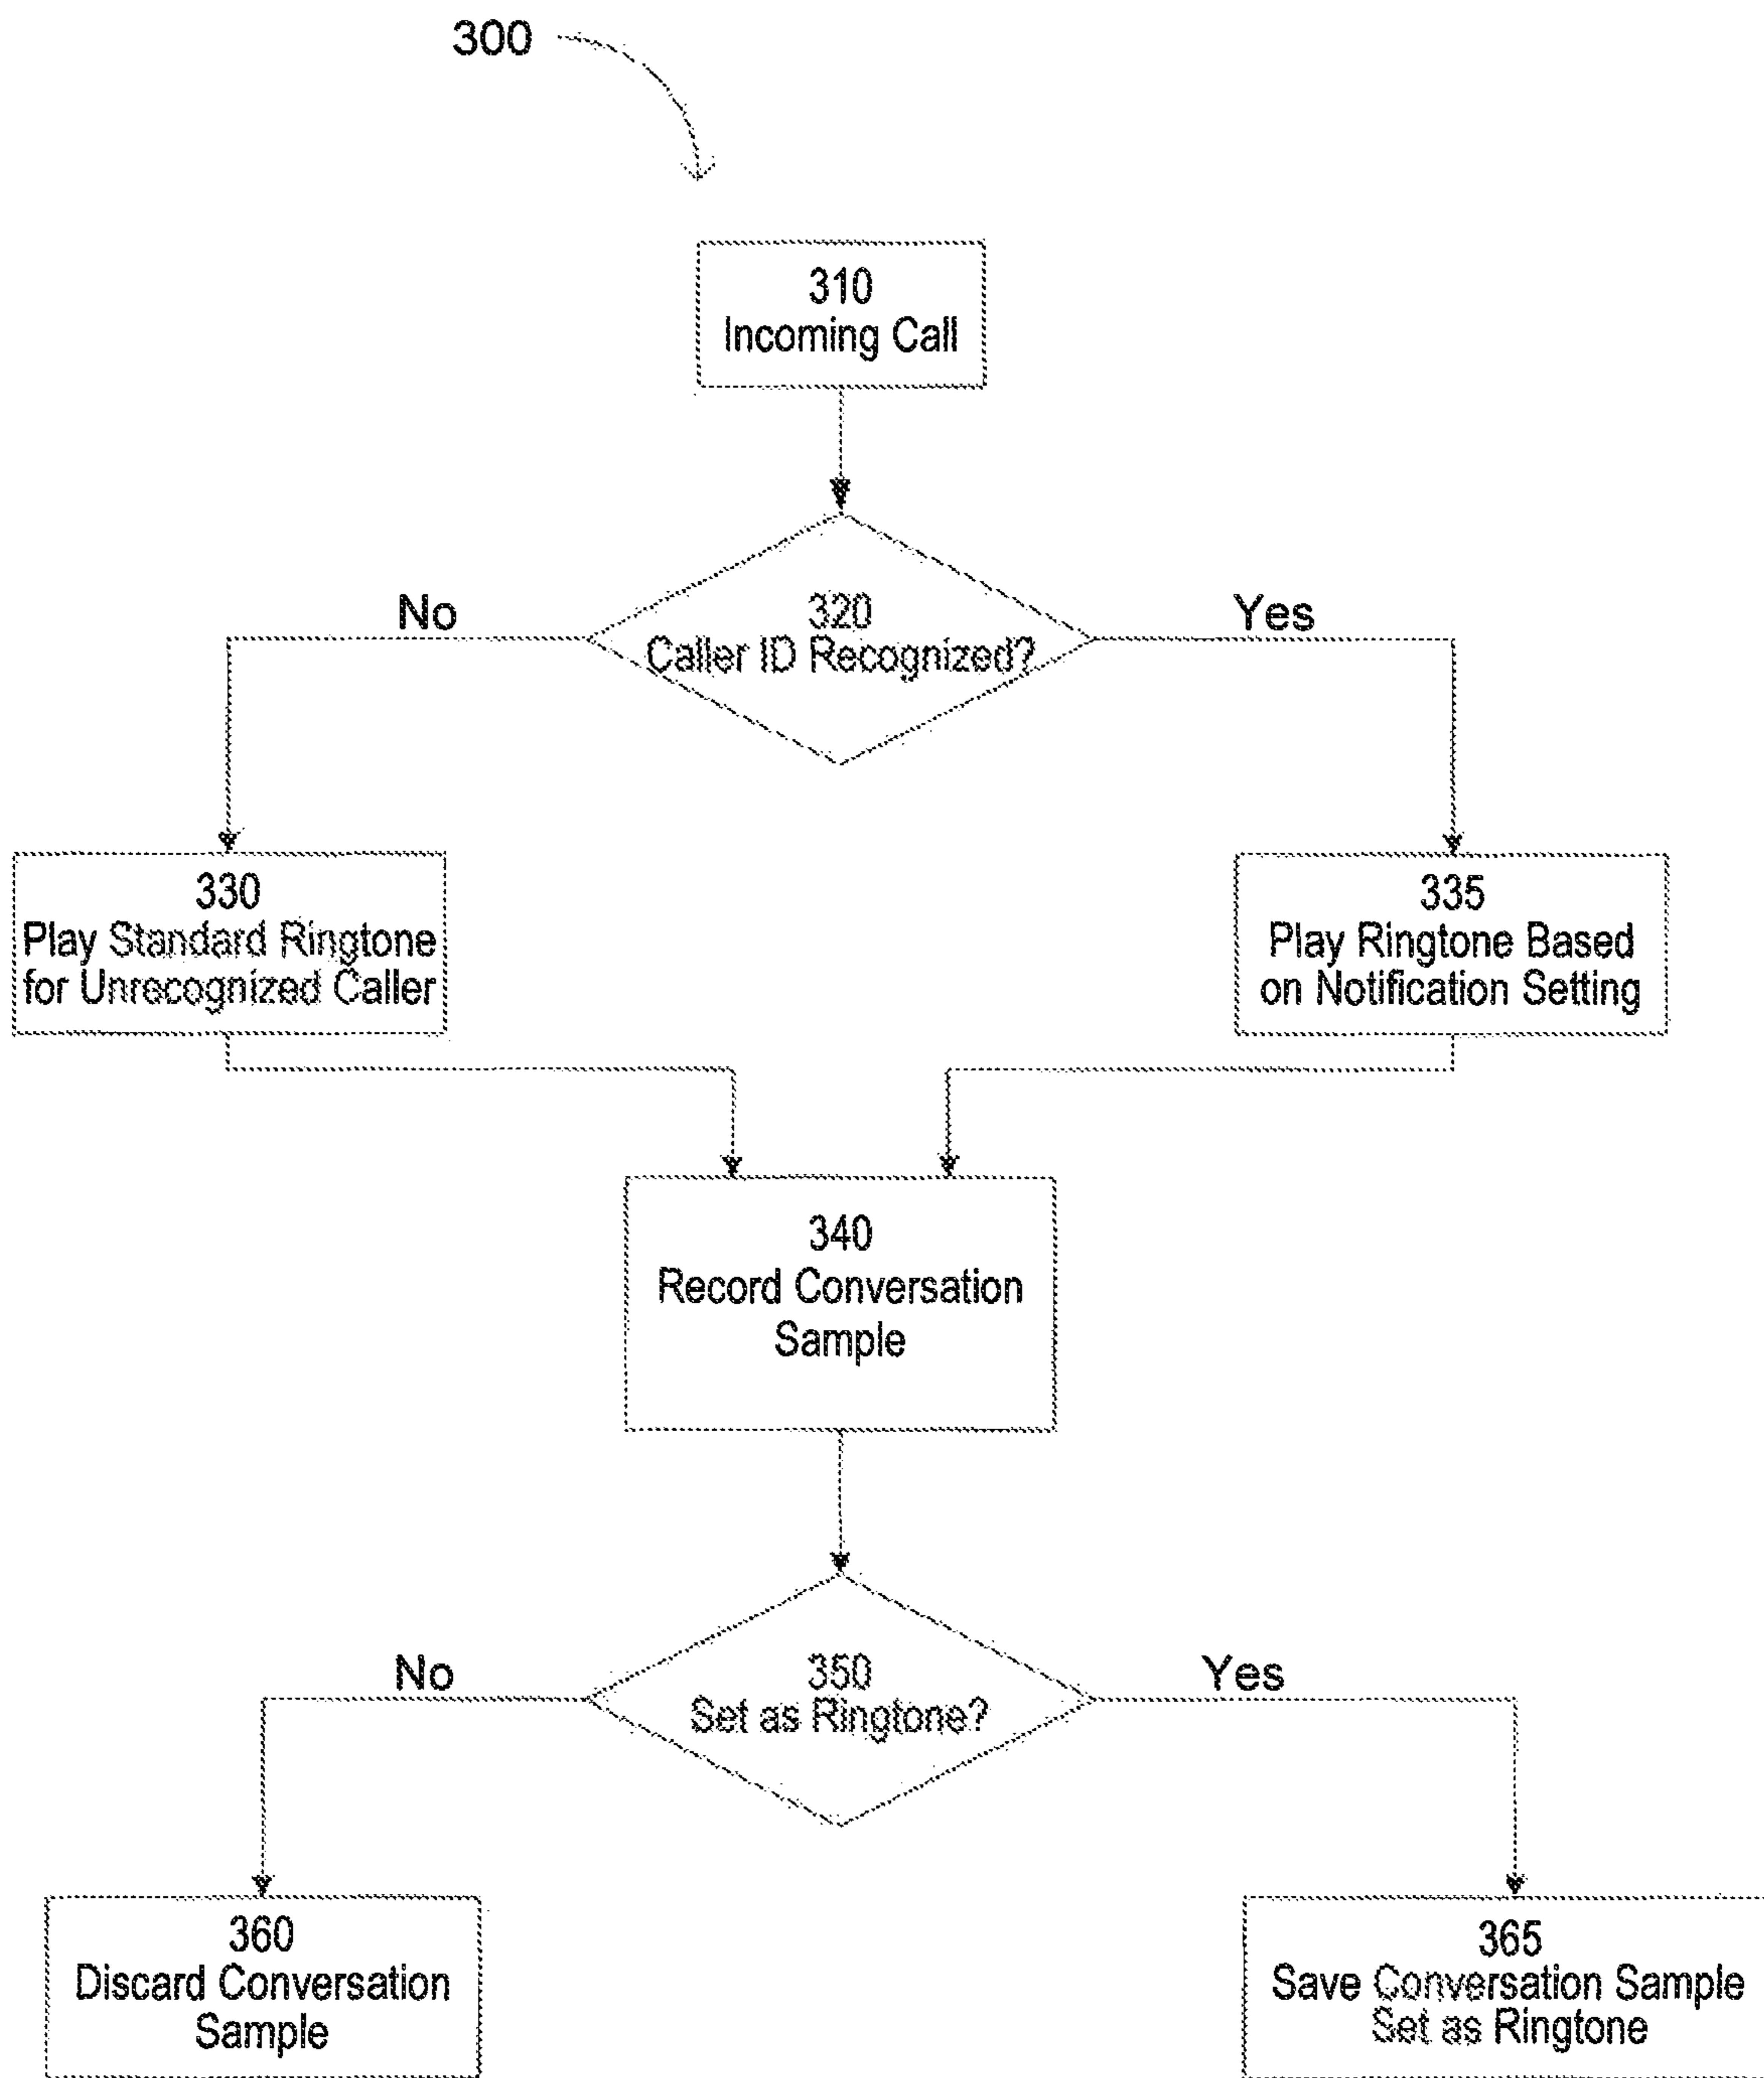 300
310
Incoming Call
320
Caller ID Recognized?
No
Yes
330
Play Standard Ringtone
for Unrecognized Caller
335
Play Ringtone Based
on Notification Setting
340
Record Conversation
Sample
350
Set as Ringtone?
No
Yes
360
Discard Conversation
Sample
365
Save Conversation Sample
Set as Ringtone